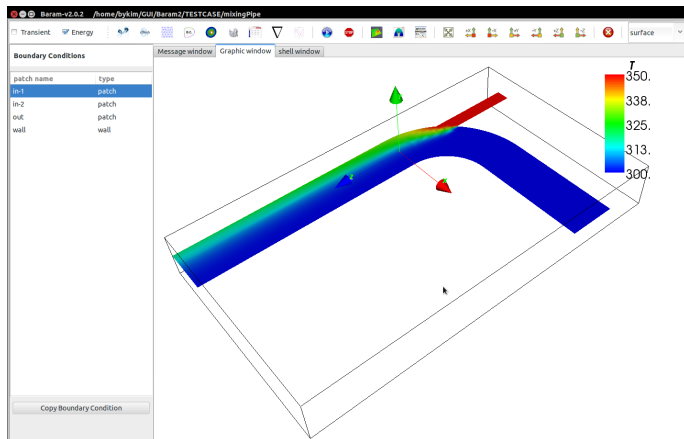 Baram-v2.0.2 /home/bykim/GUI/Baram2/TESTCASE/mixingPipe
Transient Energy surface
Boundary Conditions
Message window Graphic window shell window
patch name type
in-1 patch
in-2 patch
out patch
wall wall
T
350.
338.
325.
313.
300.
Copy Boundary Condition